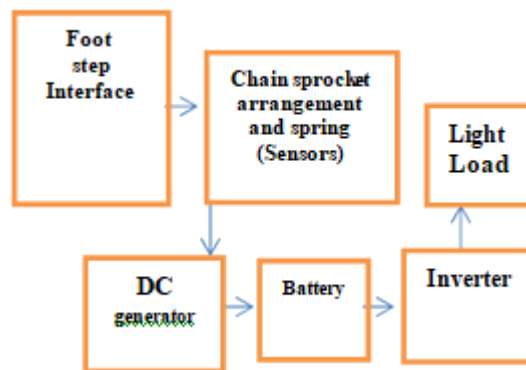 Foot
step
Interface
Chain sprocket
arrangement
and spring
(Sensors)
Light
Load
DC
generator
Battery
Inverter